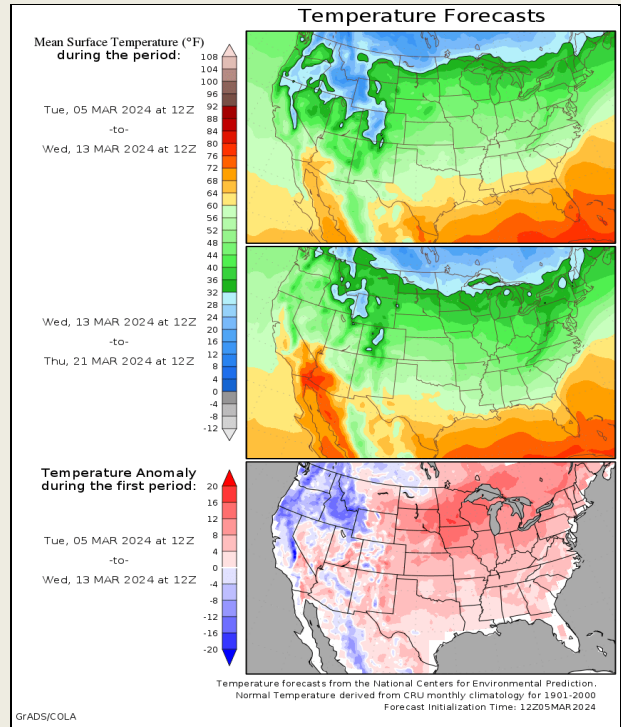 Temperature Forecasts
Mean Surface Temperature (°F)
during the period:
Tue, 05 MAR 2024 at 12Z
-to-
Wed, 13 MAR 2024 at 12Z
108
104
100
96
92
88
84
80
76
72
68
64
60
56
52
48
44
40
36
32
28
24
20
16
12
8
4
0
-4
-8
-12
Wed, 13 MAR 2024 at 12Z
-to-
Thu, 21 MAR 2024 at 12Z
Temperature Anomaly
during the first period:
Tue, 05 MAR 2024 at 12Z
-to-
Wed, 13 MAR 2024 at 12Z
20
16
12
8
4
0
-4
-8
-12
-16
-20
Temperature forecasts from the National Centers for Environmental Prediction.
Normal Temperature derived from CRU monthly climatology for 1901-2000
Forecast Initialization Time: 12Z05MAR2024
GrADS/COLA